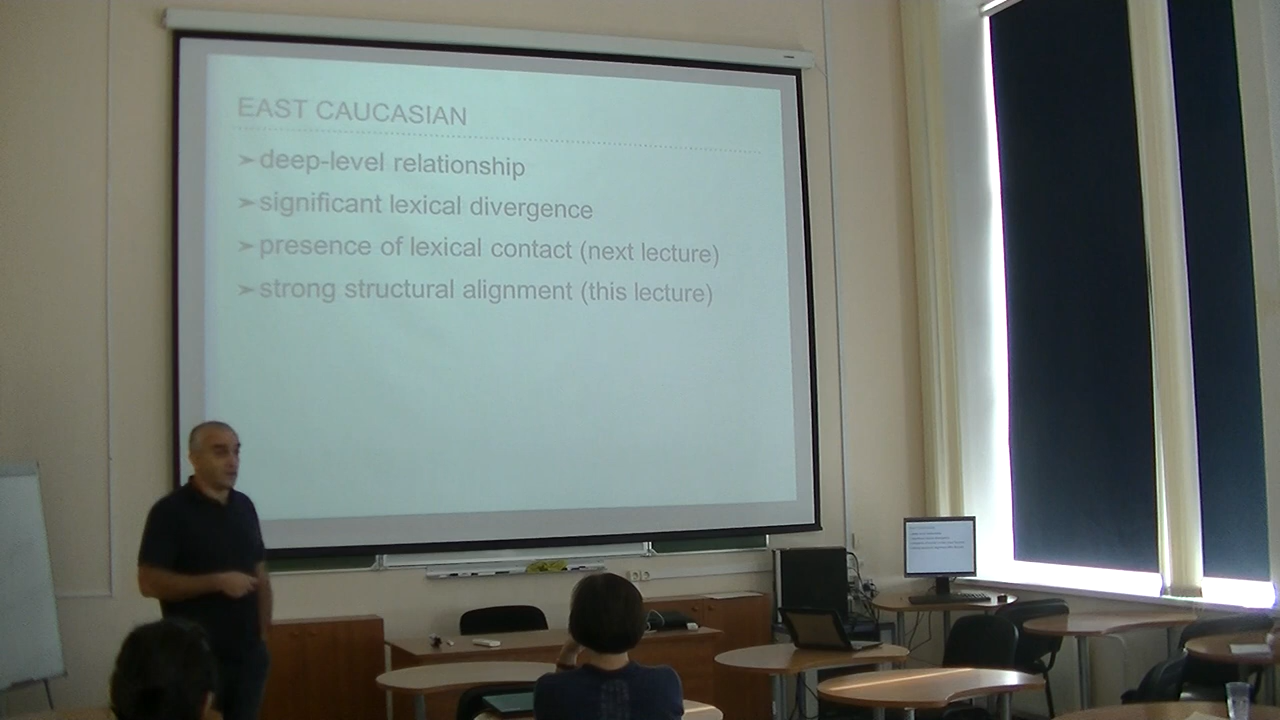 EAST CAUCASIAN
➢deep-level relationship
➢significant lexical divergence
➢presence of lexical contact (next lecture)
➢strong structural alignment (this lecture)